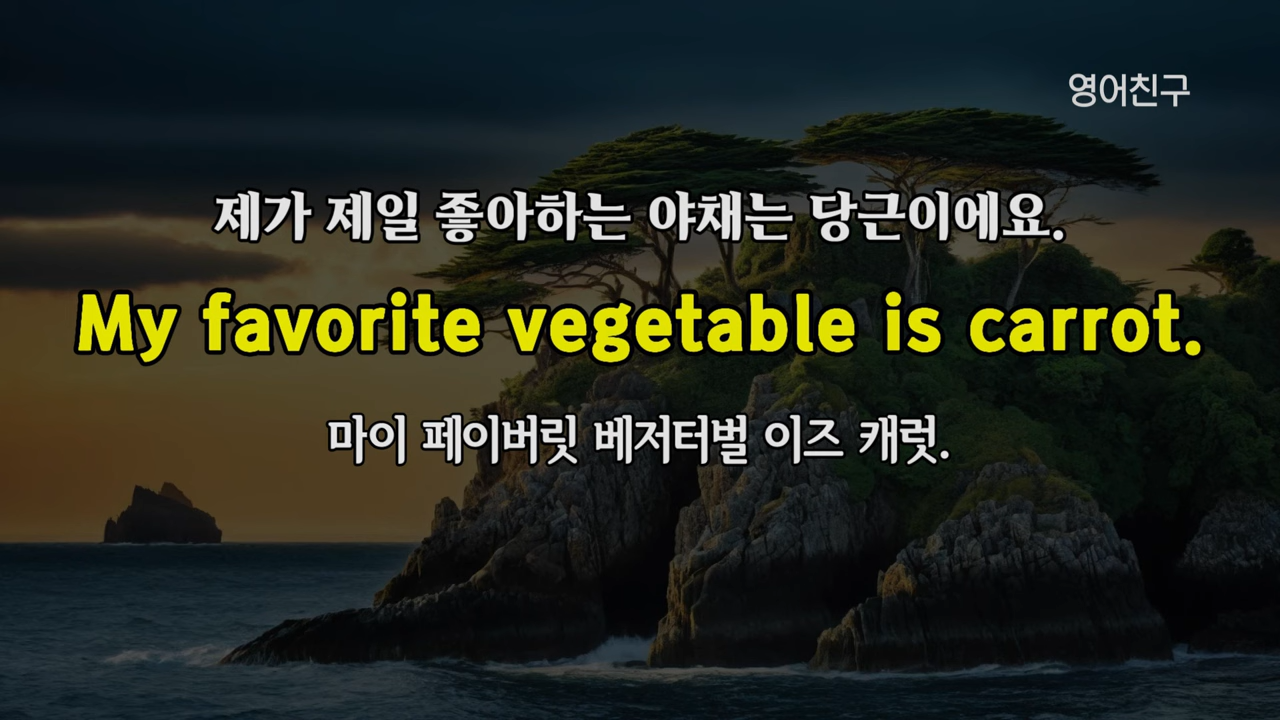 영어친구
제가 제일 좋아하는 야채는 당근이에요.
My favorite vegetable is carrot.
마이 페이버릿 베저터벌 이즈 캐럿.